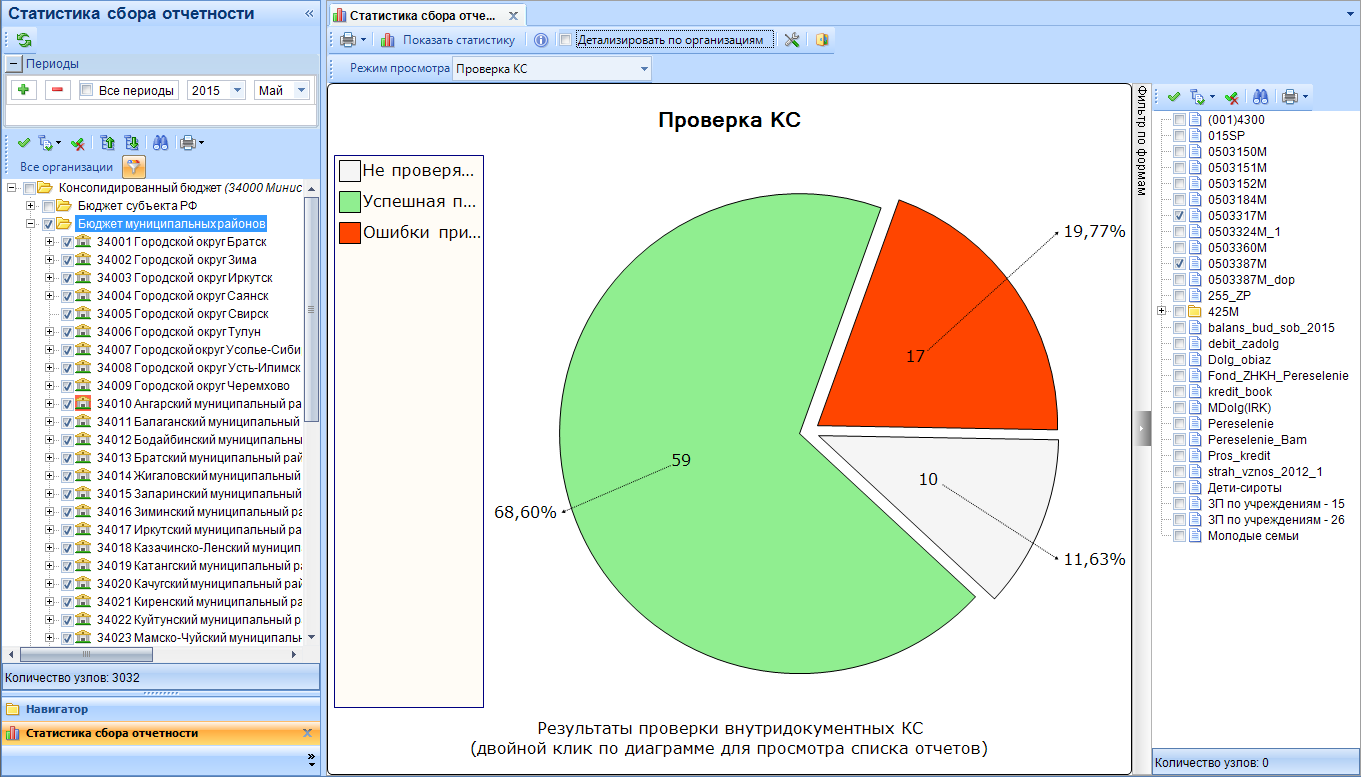 Статистика сбора отчетности
«
Периоды
Все периоды
2015
Май
Все организации
Консолидированный бюджет (34000 Минис
Бюджет субъекта РФ
Бюджет муниципальных районов
34001 Городской округ Братск
34002 Городской округ Зима
34003 Городской округ Иркутск
34004 Городской округ Саянск
34005 Городской округ Свирск
34006 Городской округ Тулун
34007 Городской округ Усолье-Сиби
34008 Городской округ Усть-Илимск
34009 Городской округ Черемхово
34010 Ангарский муниципальный ра
34011 Балаганский муниципальный
34012 Бодайбинский муниципальны
34013 Братский муниципальный рай
34014 Жигаловский муниципальный
34015 Заларинский муниципальный
34016 Зиминский муниципальный ра
34017 Иркутский муниципальный ра
34018 Казачинско-Ленский муницип
34019 Катангский муниципальный ра
34020 Качугский муниципальный рай
34021 Киренский муниципальный ра
34022 Куйтунский муниципальный р
34023 Мамско-Чуйский муниципальн
Количество узлов: 3032
Навигатор
Статистика сбора отчетности
»
Статистика сбора отче...
Показать статистику
Детализировать по организациям
Режим просмотра
Проверка КС
Проверка КС
Не проверя...
Успешная п...
Ошибки при...
19,77%
17
59
10
68,60%
11,63%
Результаты проверки внутридокументных КС
(двойной клик по диаграмме для просмотра списка отчетов)
Фильтр по формам
(001)4300
015SP
0503150M
0503151M
0503152M
0503184M
0503317M
0503324M_1
0503360M
0503387M
0503387M_dop
255_ZP
425M
balans_bud_sob_2015
debit_zadolg
Dolg_obiaz
Fond_ZHKH_Pereselenie
kredit_book
MDolg(IRK)
Pereselenie
Pereselenie_Bam
Pros_kredit
strah_vznos_2012_1
Дети-сироты
ЗП по учреждениям - 15
ЗП по учреждениям - 26
Молодые семьи
Количество узлов: 0